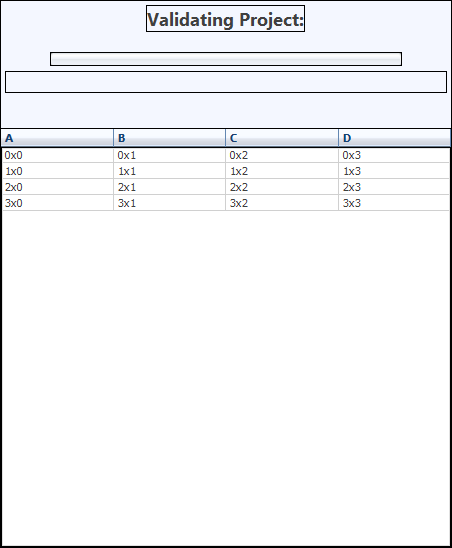 Validating Project:
A B C D
0x0 0x1 0x2 0x3
1x0 1x1 1x2 1x3
2x0 2x1 2x2 2x3
3x0 3x1 3x2 3x3